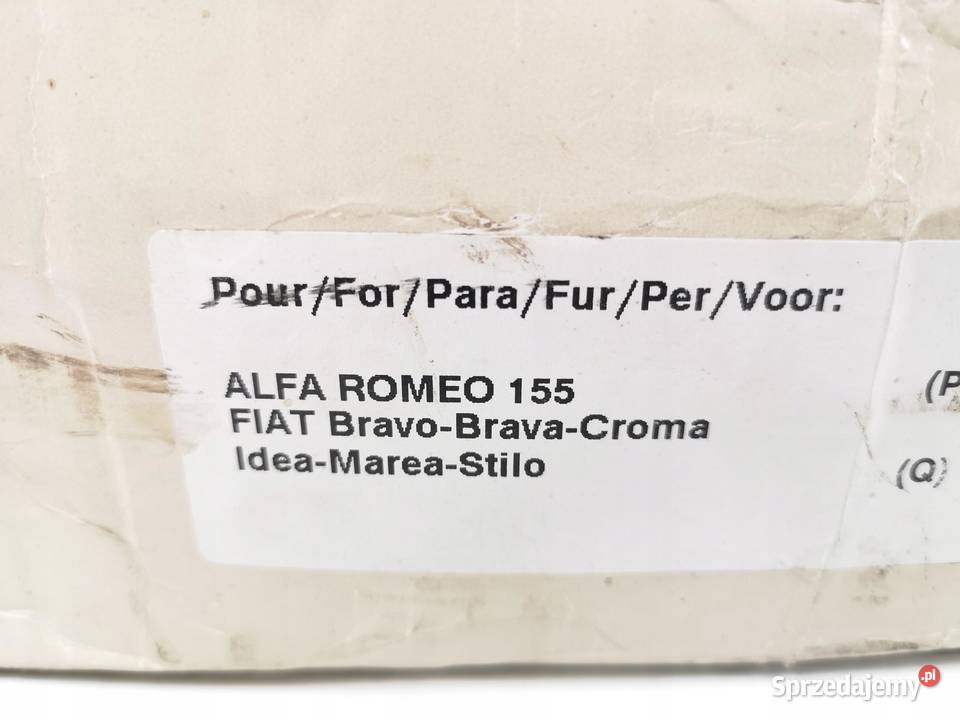 Pour/For/Para/Fur/Per/Voor:
ALFA ROMEO 155
FIAT Bravo-Brava-Croma
Idea-Marea-Stilo
(P
(Q)
Sprzedajemy.pl